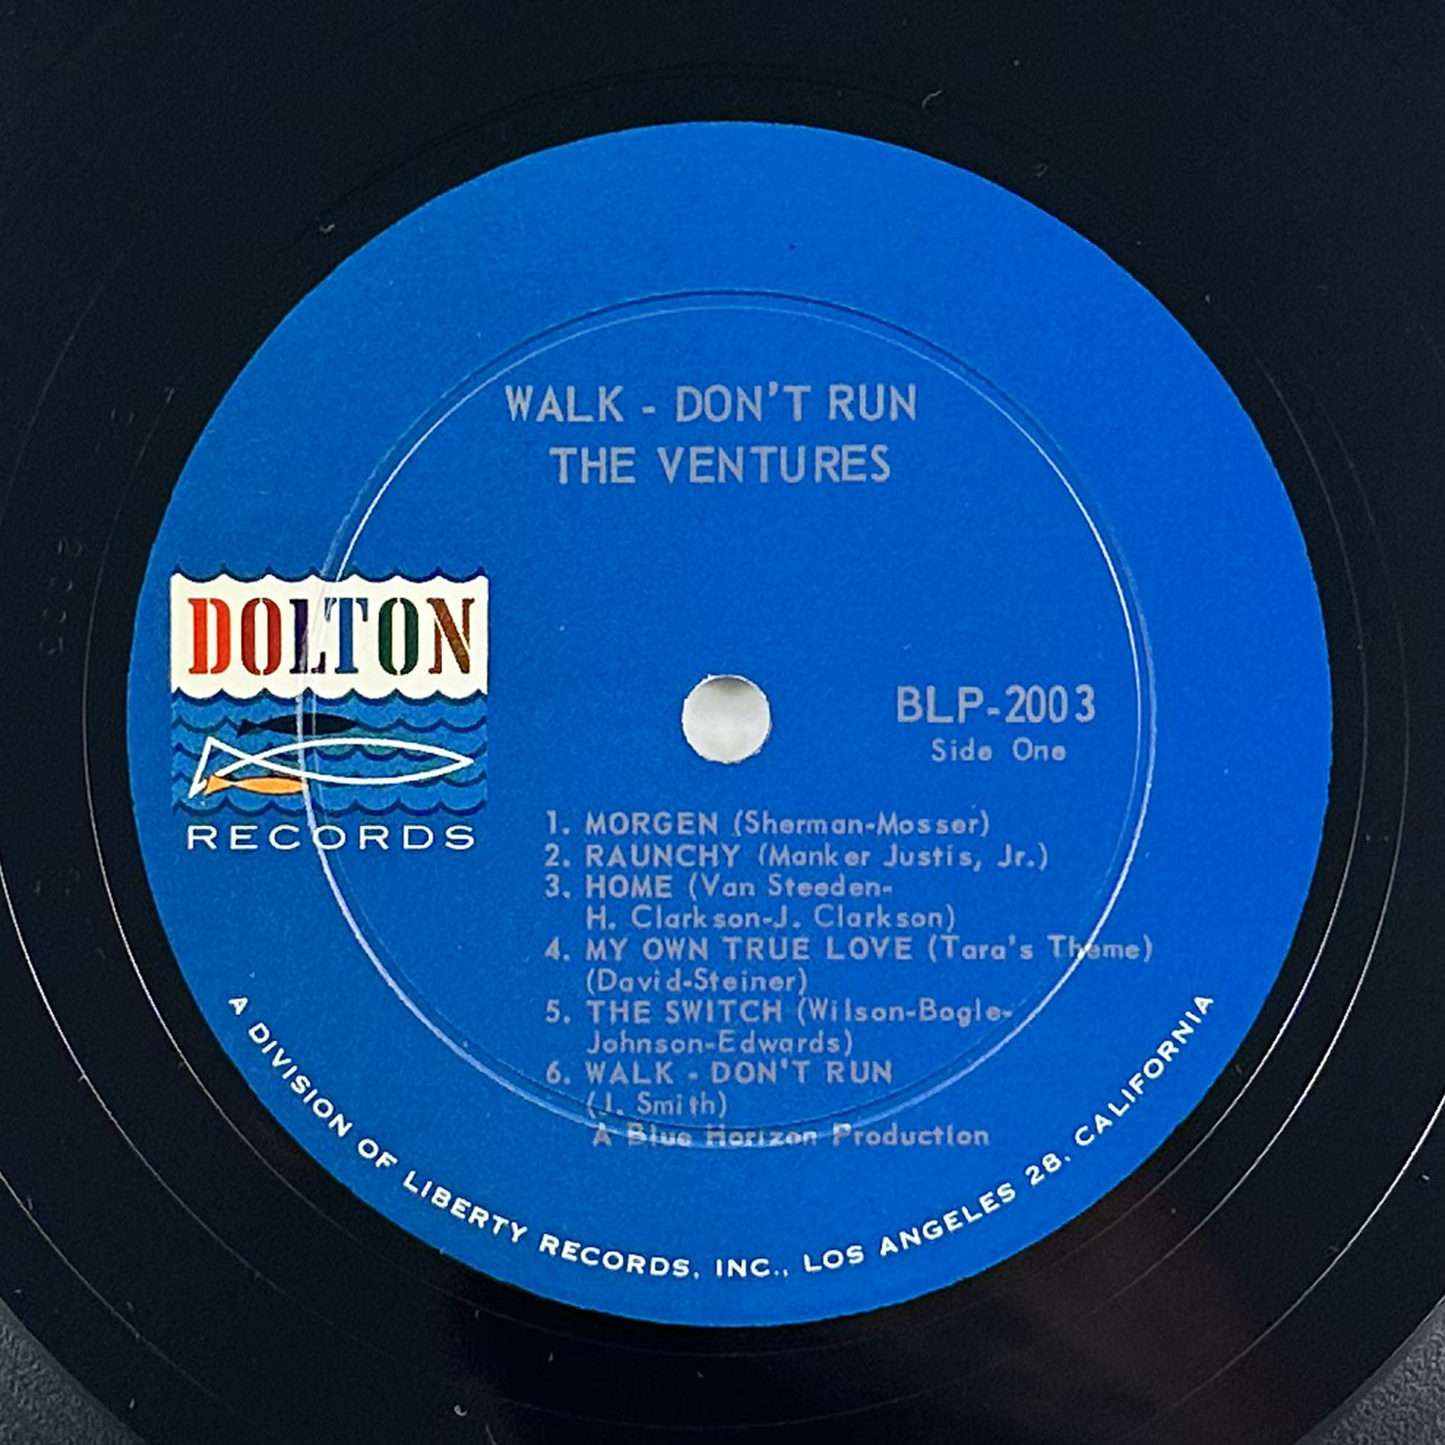 WALK - DON'T RUN
THE VENTURES
DOLTON
RECORDS
BLP-2003
Side One
1. MORGEN (Sherman-Mosser)
2. RAUNCHY (Manker Justis, Jr.)
3. HOME (Van Steeden-
H. Clarkson-J. Clarkson)
4. MY OWN TRUE LOVE (Tara's Theme)
(David-Steiner)
5. THE SWITCH (Wilson-Bogle-
Johnson-Edwards)
6. WALK - DON'T RUN
(J. Smith)
A Blue Horizon Production
A DIVISION OF LIBERTY RECORDS, INC., LOS ANGELES 28, CALIFORNIA